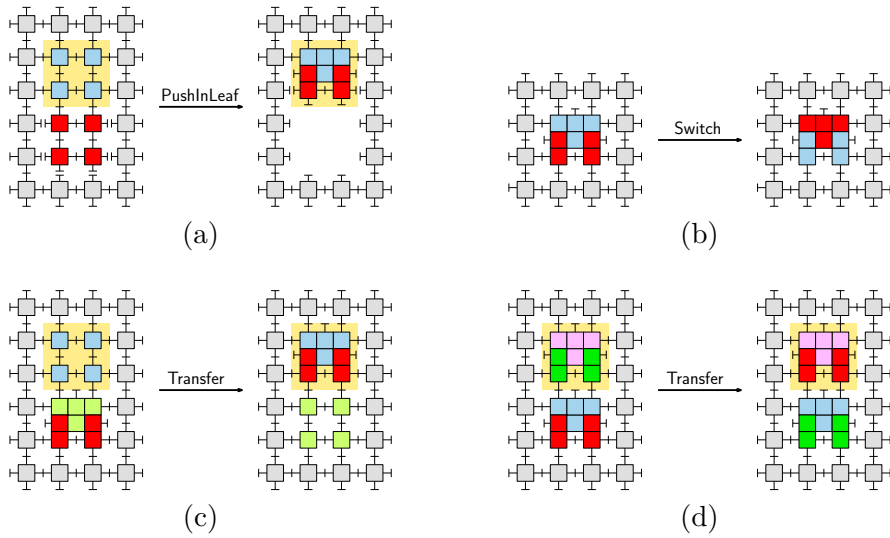 PushInLeaf
Switch
(a)
(b)
Transfer
Transfer
(c)
(d)